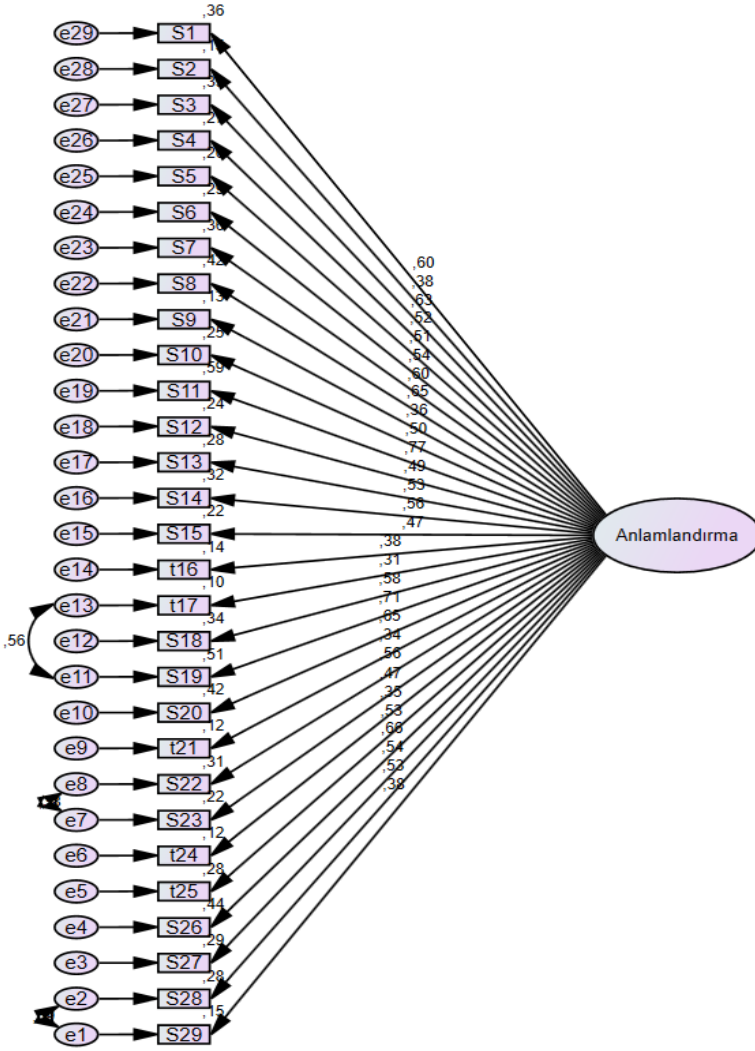 ,36
e29 S1
e28 S2
e27 S3
e26 S4
e25 S5
,29
e24 S6
,36
e23 S7
,42
e22 S8
,13
e21 S9
,25
e20 S10
,59
e19 S11
,24
e18 S12
,28
e17 S13
,32
e16 S14
,22
e15 S15
,14
e14 t16
,10
e13 t17
,34
e12 S18
,51
e11 S19
,42
e10 S20
,12
e9 t21
,31
e8 S22
,22
e7 S23
,12
e6 t24
,28
e5 t25
,44
e4 S26
,29
e3 S27
,28
e2 S28
,15
e1 S29
,56
,60
,38
,63
,52
,51
,54
,60
,65
,36
,50
,77
,49
,53
,56
,47
,38
,31
,58
,71
,65
,34
,56
,47
,35
,53
,66
,54
,53
,38
Anlamlandırma